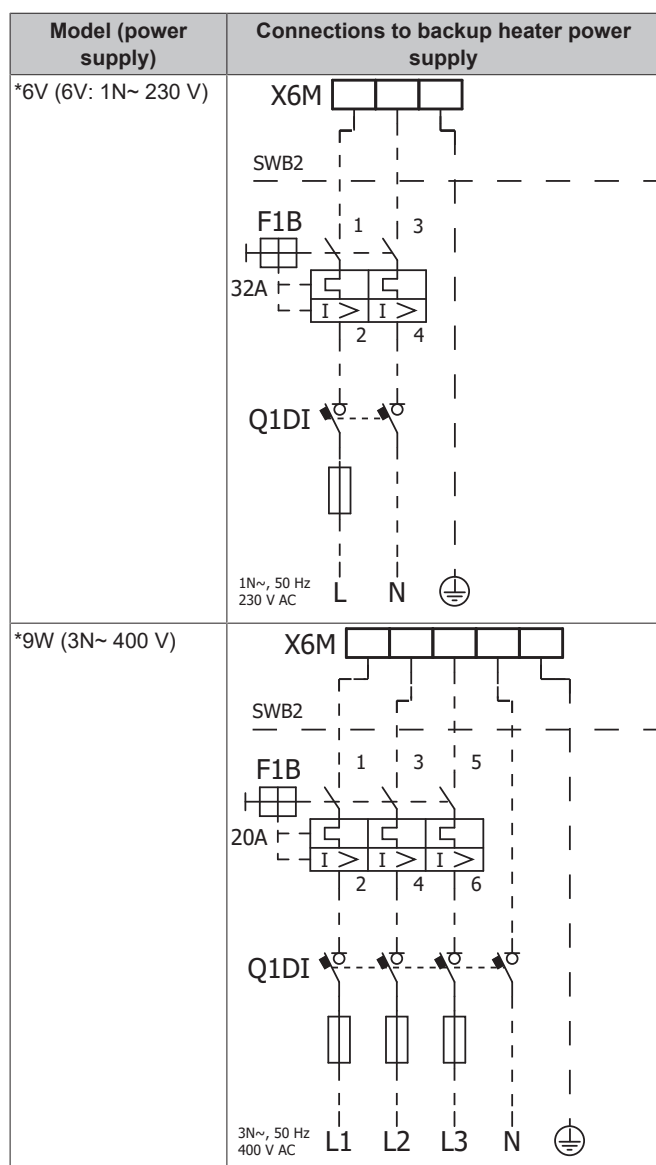 Model (power supply)
Connections to backup heater power supply
*6V (6V: 1N~ 230 V)
X6M
SWB2
F1B
1 3
32A
I > I >
2 4
Q1DI
1N~, 50 Hz
230 V AC
L N
*9W (3N~ 400 V)
X6M
SWB2
F1B
1 3 5
20A
I > I > I >
2 4 6
Q1DI
3N~, 50 Hz
400 V AC
L1 L2 L3 N